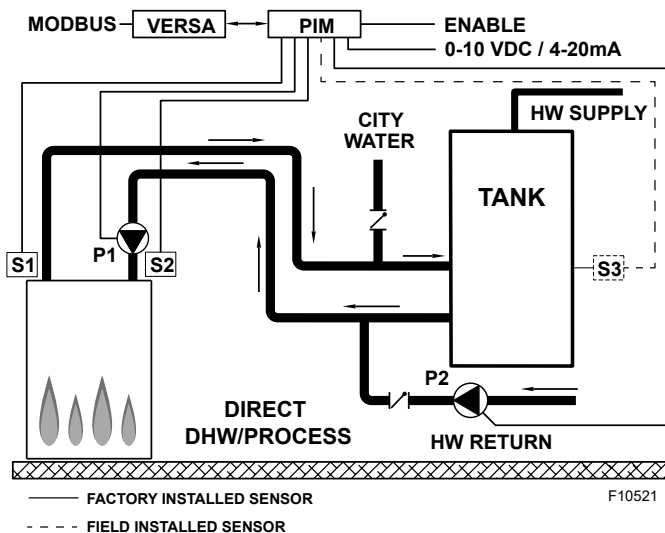 MODBUS
VERSA
PIM
ENABLE
0-10 VDC / 4-20mA
CITY
WATER
HW SUPPLY
TANK
S1
P1
S2
S3
P2
DIRECT
DHW/PROCESS
HW RETURN
FACTORY INSTALLED SENSOR
F10521
FIELD INSTALLED SENSOR